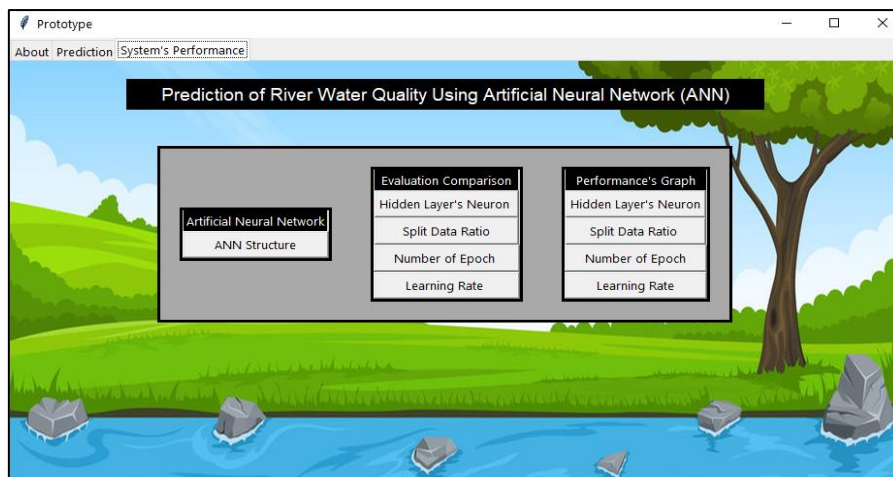 Prototype
About Prediction System's Performance
Prediction of River Water Quality Using Artificial Neural Network (ANN)
Artificial Neural Network
ANN Structure
Evaluation Comparison
Hidden Layer's Neuron
Split Data Ratio
Number of Epoch
Learning Rate
Performance's Graph
Hidden Layer's Neuron
Split Data Ratio
Number of Epoch
Learning Rate